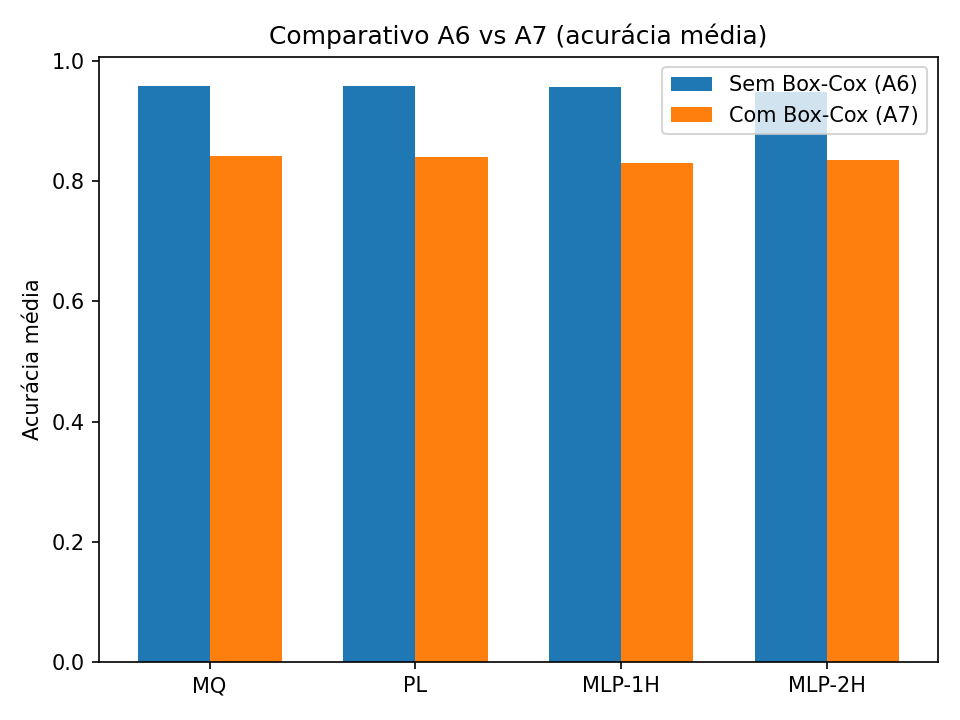 Comparativo A6 vs A7 (acurácia média)
Sem Box-Cox (A6)
Com Box-Cox (A7)
Acurácia média
1.0
0.8
0.6
0.4
0.2
0.0
MQ
PL
MLP-1H
MLP-2H